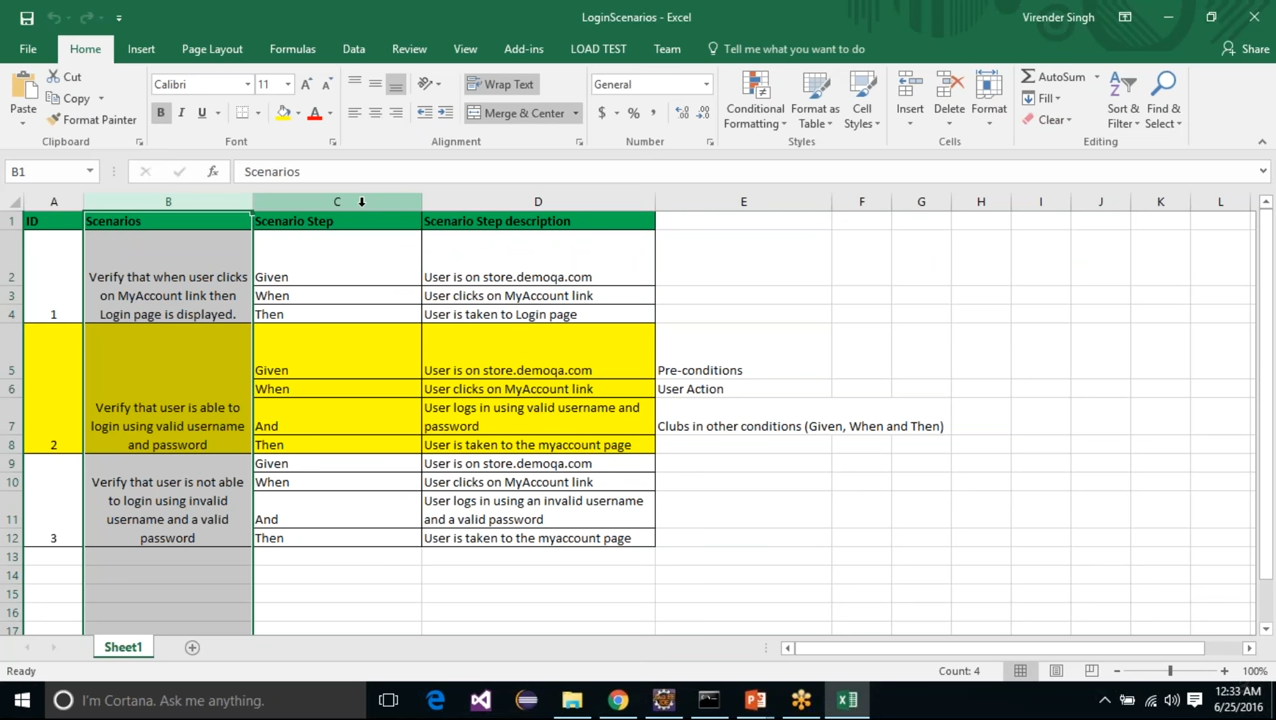 LoginScenarios - Excel
Virender Singh
File Home Insert Page Layout Formulas Data Review View Add-ins LOAD TEST Team Tell me what you want to do Share
Paste
Cut
Copy
Format Painter
Clipboard
Calibri 11
B I U
Font
Wrap Text
Merge & Center
Alignment
General
$ % ,
Number
Conditional Formatting
Format as Table
Cell Styles
Styles
Insert
Delete
Format
Cells
AutoSum
Fill
Clear
Sort & Filter
Find & Select
Editing
B1 fx Scenarios
A B C D E F G H I J K L
1 ID Scenarios Scenario Step Scenario Step description
2 Verify that when user clicks Given User is on store.demoqa.com
3 on MyAccount link then When User clicks on MyAccount link
4 1 Login page is displayed. Then User is taken to Login page
5 Given User is on store.demoqa.com Pre-conditions
6 When User clicks on MyAccount link User Action
Verify that user is able to User logs in using valid username and
7 login using valid username And password Clubs in other conditions (Given, When and Then)
8 2 and password Then User is taken to the myaccount page
9 Given User is on store.demoqa.com
10 Verify that user is not able When User clicks on MyAccount link
to login using invalid User logs in using an invalid username
11 username and a valid And and a valid password
12 3 password Then User is taken to the myaccount page
13
14
15
16
17
Sheet1
Ready Count: 4 100%
I'm Cortana. Ask me anything.
12:33 AM
6/25/2016